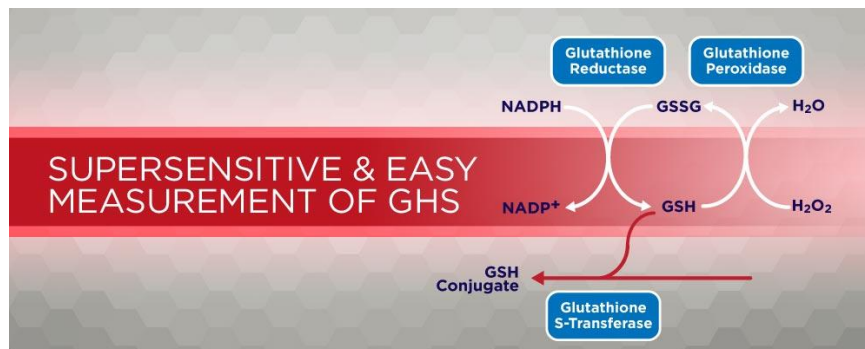 Glutathione
Reductase
Glutathione
Peroxidase
NADPH
GSSG
H₂O
SUPERSENSITIVE & EASY
MEASUREMENT OF GHS
NADP⁺
GSH
H₂O₂
GSH
Conjugate
Glutathione
S-Transferase